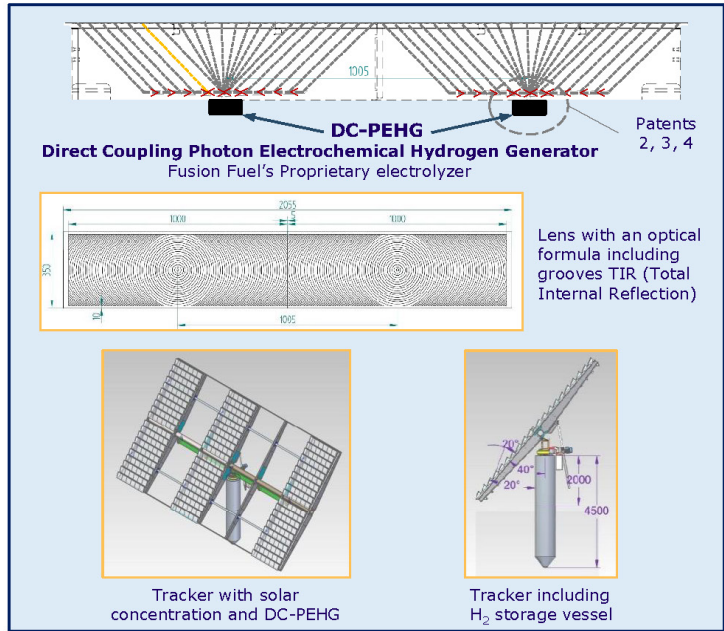 1005
DC-PEHG
Direct Coupling Photon Electrochemical Hydrogen Generator
Fusion Fuel's Proprietary electrolyzer
Patents
2, 3, 4
2055
1000
5
1000
350
10
1005
Lens with an optical
formula including
grooves TIR (Total
Internal Reflection)
20°
40°
20°
2000
4500
Tracker with solar
concentration and DC-PEHG
Tracker including
H₂ storage vessel